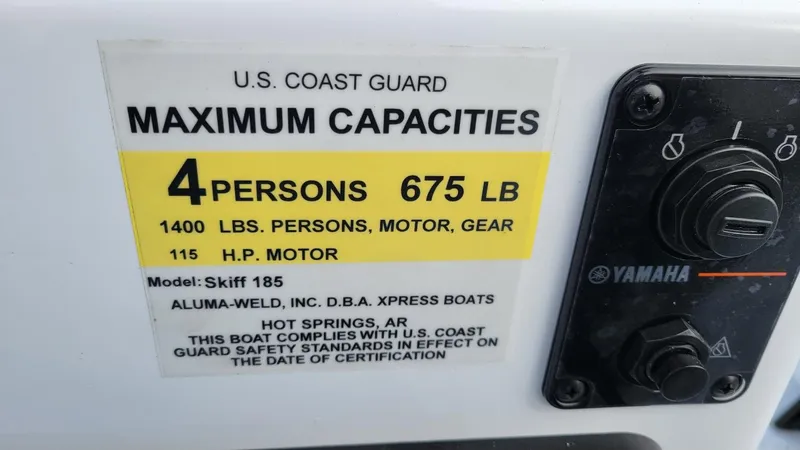 U.S. COAST GUARD
MAXIMUM CAPACITIES
4 PERSONS 675 LB
1400 LBS. PERSONS, MOTOR, GEAR
115 H.P. MOTOR
Model: Skiff 185
ALUMA-WELD, INC. D.B.A. XPRESS BOATS
HOT SPRINGS, AR
THIS BOAT COMPLIES WITH U.S. COAST
GUARD SAFETY STANDARDS IN EFFECT ON
THE DATE OF CERTIFICATION
YAMAHA